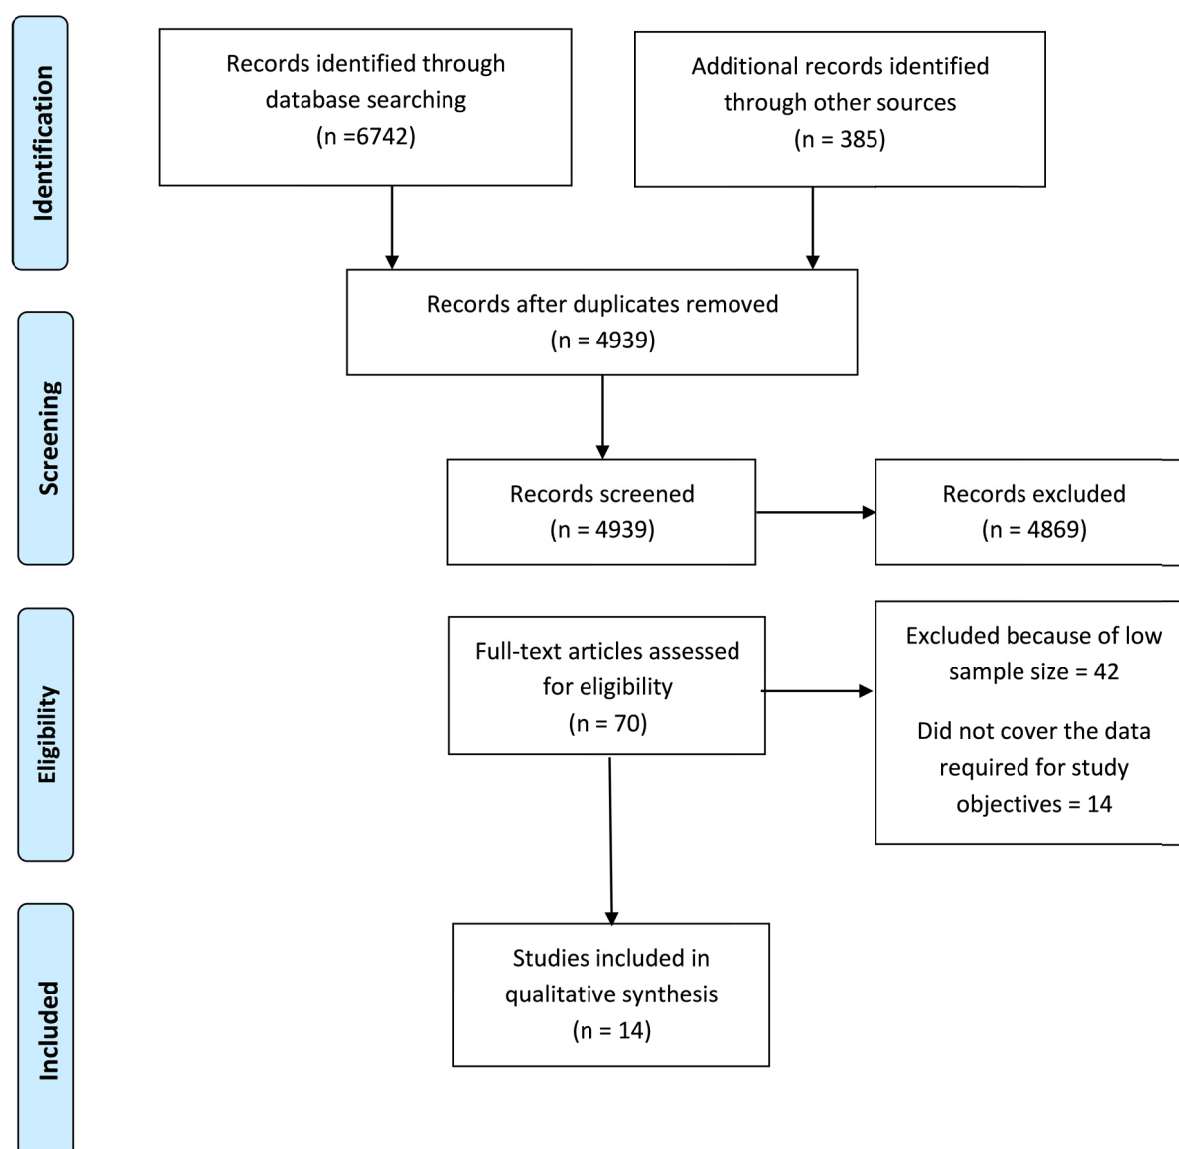 Identification
Records identified through
database searching
(n =6742)
Additional records identified
through other sources
(n = 385)
Records after duplicates removed
(n = 4939)
Screening
Records screened
(n = 4939)
Records excluded
(n = 4869)
Eligibility
Full-text articles assessed
for eligibility
(n = 70)
Excluded because of low
sample size = 42
Did not cover the data
required for study
objectives = 14
Included
Studies included in
qualitative synthesis
(n = 14)